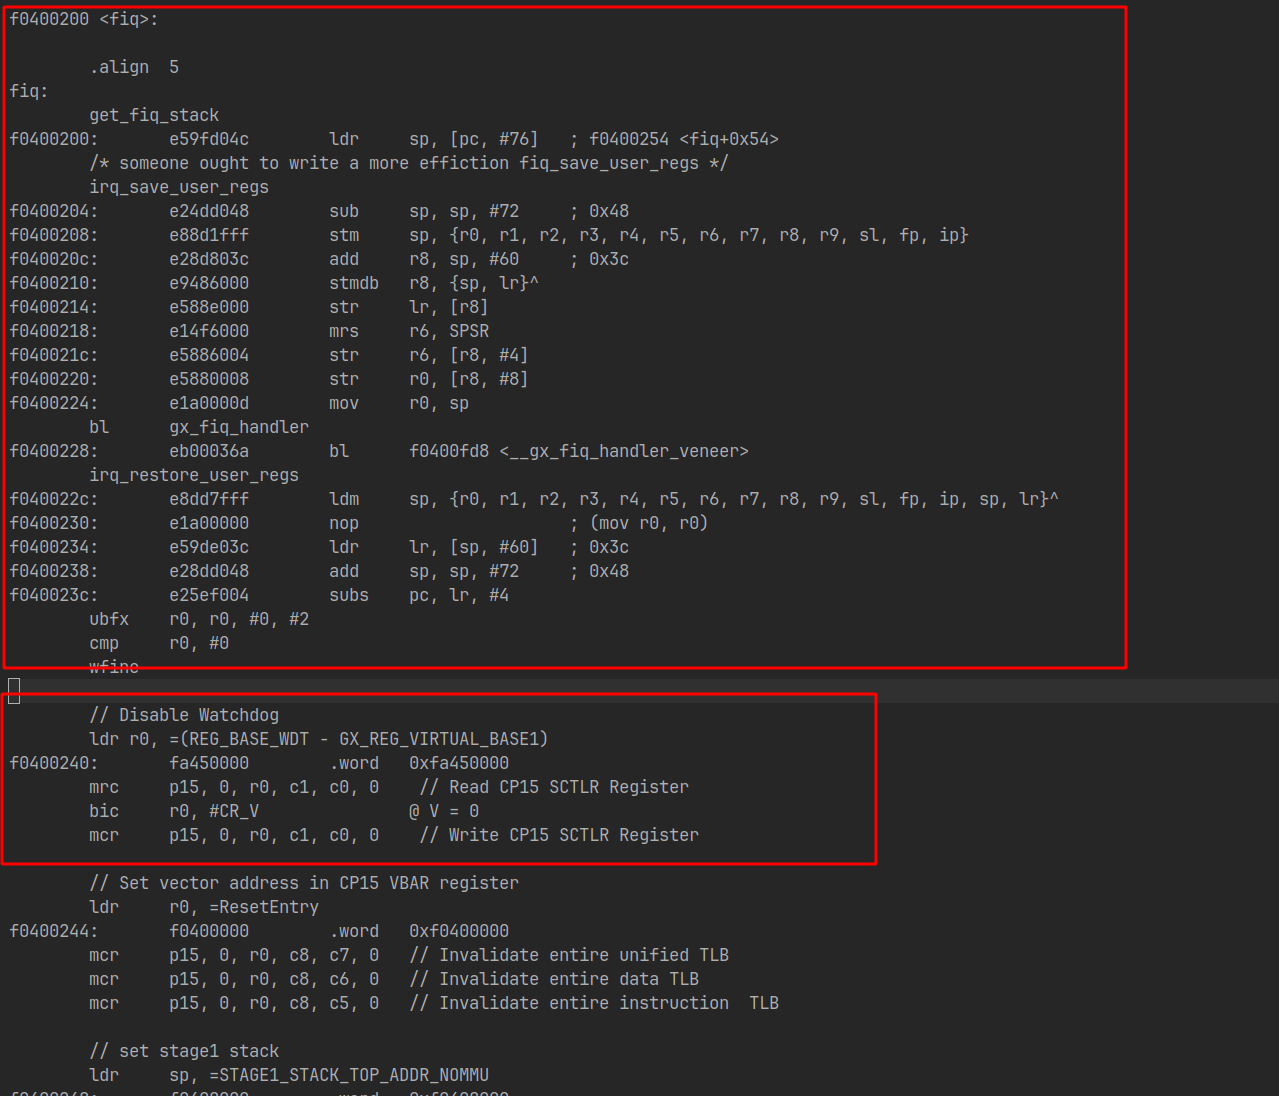 f0400200 <fiq>:
.align  5
fiq:
get_fiq_stack
f0400200:       e59fd04c        ldr     sp, [pc, #76]   ; f0400254 <fiq+0x54>
/* someone ought to write a more effiction fiq_save_user_regs */
irq_save_user_regs
f0400204:       e24dd048        sub     sp, sp, #72     ; 0x48
f0400208:       e88d1fff        stm     sp, {r0, r1, r2, r3, r4, r5, r6, r7, r8, r9, sl, fp, ip}
f040020c:       e28d803c        add     r8, sp, #60     ; 0x3c
f0400210:       e9486000        stmdb   r8, {sp, lr}^
f0400214:       e588e000        str     lr, [r8]
f0400218:       e14f6000        mrs     r6, SPSR
f040021c:       e5886004        str     r6, [r8, #4]
f0400220:       e5880008        str     r0, [r8, #8]
f0400224:       e1a0000d        mov     r0, sp
bl      gx_fiq_handler
f0400228:       eb00036a        bl      f0400fd8 <__gx_fiq_handler_veneer>
irq_restore_user_regs
f040022c:       e8dd7fff        ldm     sp, {r0, r1, r2, r3, r4, r5, r6, r7, r8, r9, sl, fp, ip, sp, lr}^
f0400230:       e1a00000        nop                     ; (mov r0, r0)
f0400234:       e59de03c        ldr     lr, [sp, #60]   ; 0x3c
f0400238:       e28dd048        add     sp, sp, #72     ; 0x48
f040023c:       e25ef004        subs    pc, lr, #4
ubfx    r0, r0, #0, #2
cmp     r0, #0
wfine
// Disable Watchdog
ldr r0, =(REG_BASE_WDT - GX_REG_VIRTUAL_BASE1)
f0400240:       fa450000        .word   0xfa450000
mrc     p15, 0, r0, c1, c0, 0    // Read CP15 SCTLR Register
bic     r0, #CR_V               @ V = 0
mcr     p15, 0, r0, c1, c0, 0    // Write CP15 SCTLR Register
// Set vector address in CP15 VBAR register
ldr     r0, =ResetEntry
f0400244:       f0400000        .word   0xf0400000
mcr     p15, 0, r0, c8, c7, 0   // Invalidate entire unified TLB
mcr     p15, 0, r0, c8, c6, 0   // Invalidate entire data TLB
mcr     p15, 0, r0, c8, c5, 0   // Invalidate entire instruction  TLB
// set stage1 stack
ldr     sp, =STAGE1_STACK_TOP_ADDR_NOMMU